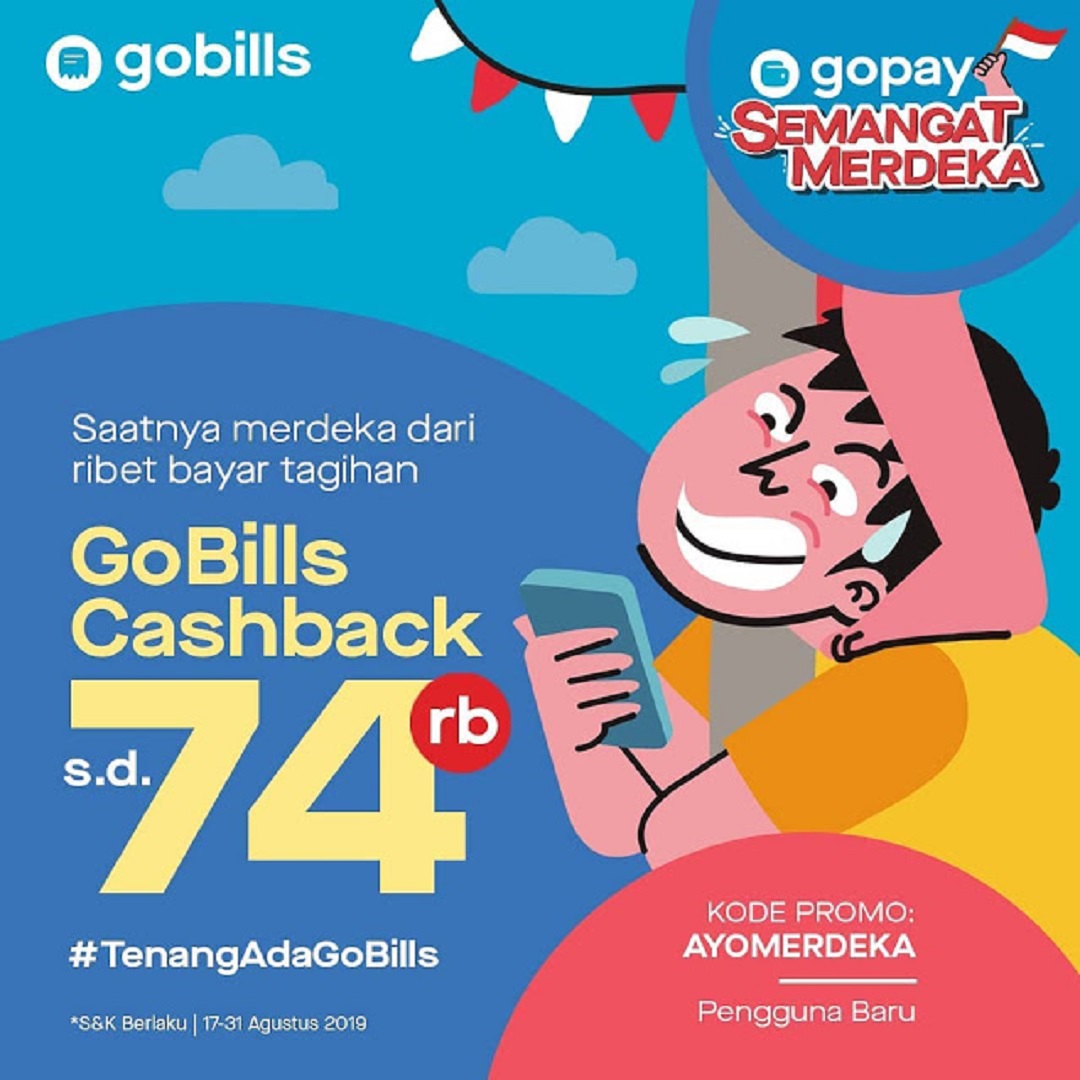 gobills
gopay
SEMANGAT
MERDEKA
Saatnya merdeka dari
ribet bayar tagihan
GoBills
Cashback
s.d. 74 rb
#TenangAdaGoBills
*S&K Berlaku | 17-31 Agustus 2019
KODE PROMO:
AYOMERDEKA
Pengguna Baru